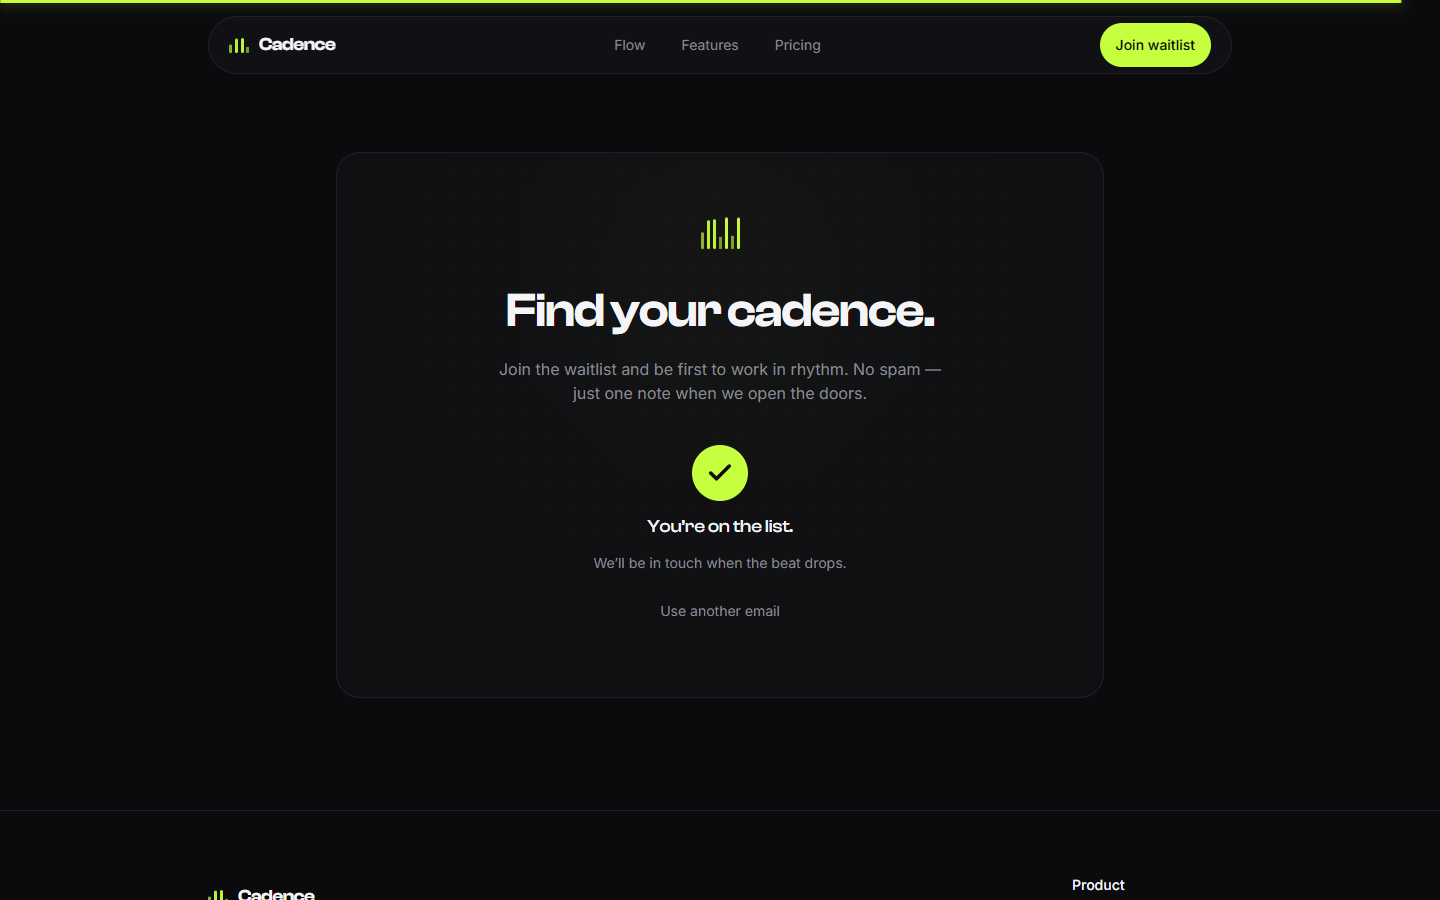 Cadence
Flow
Features
Pricing
Join waitlist
Find your cadence.
Join the waitlist and be first to work in rhythm. No spam —
just one note when we open the doors.
You're on the list.
We'll be in touch when the beat drops.
Use another email
Cadence
Product